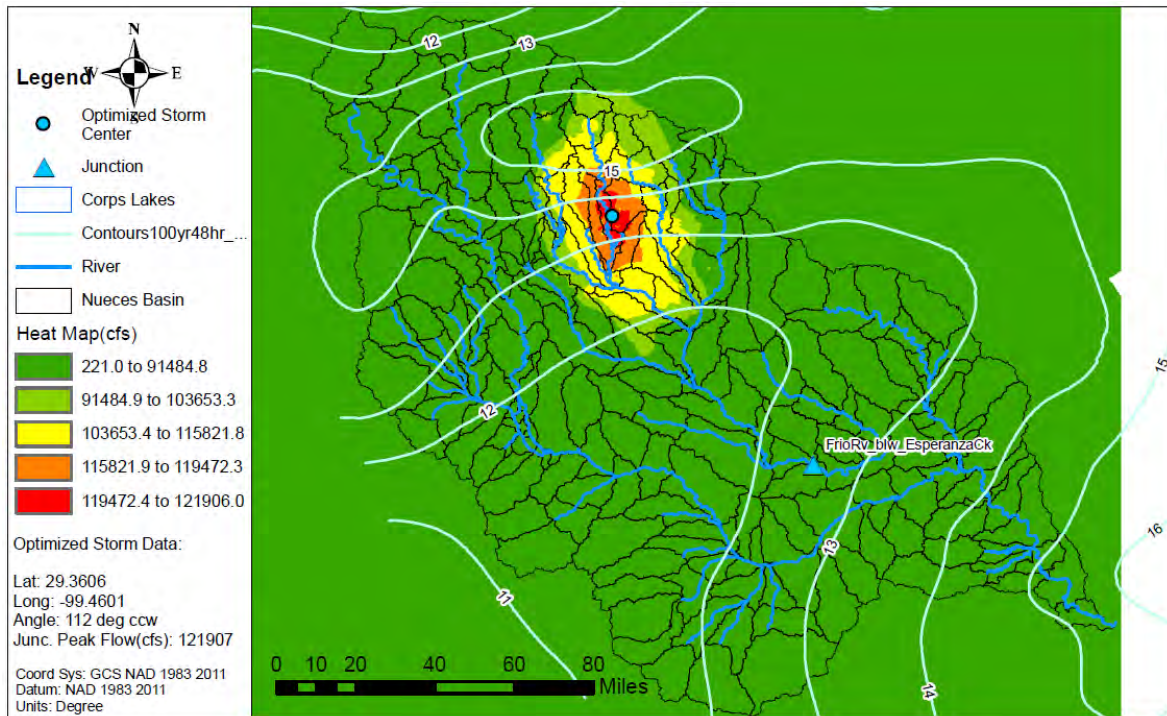 N
W
E
S
Legend
Optimized Storm
Center
Junction
Corps Lakes
Contours100yr48hr_...
River
Nueces Basin
Heat Map(cfs)
221.0 to 91484.8
91484.9 to 103653.3
103653.4 to 115821.8
115821.9 to 119472.3
119472.4 to 121906.0
Optimized Storm Data:
Lat: 29.3606
Long: -99.4601
Angle: 112 deg ccw
Junc. Peak Flow(cfs): 121907
Coord Sys: GCS NAD 1983 2011
Datum: NAD 1983 2011
Units: Degree
12
13
15
15
12
FrioRv_blw_EsperanzaCk
16
13
11
14
0 10 20 40 60 80
Miles